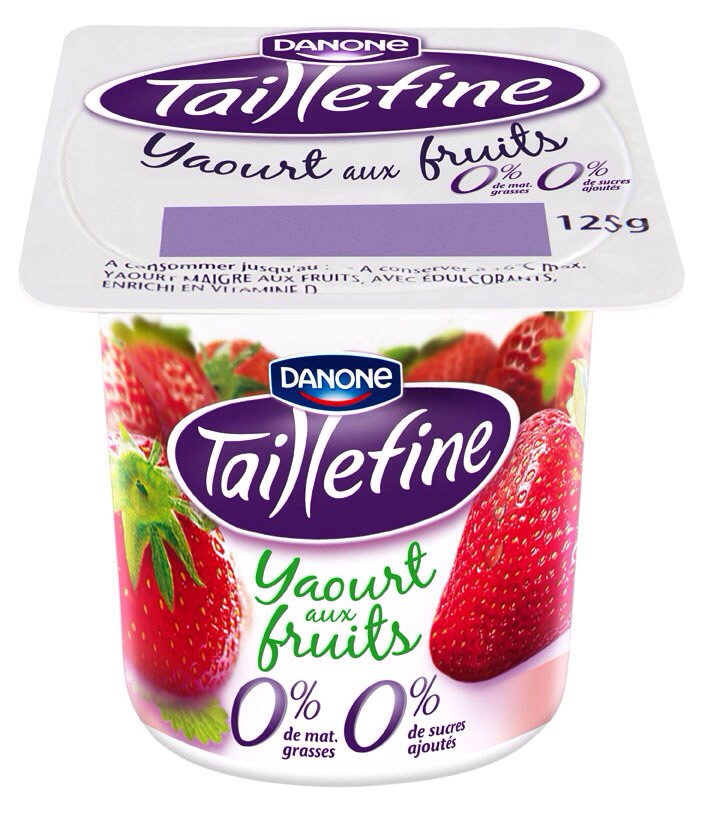 DANONE
Taillefine
Yaourt aux fruits
0% de mat. grasses 0% de sucres ajoutés
125g
A consommer jusqu'au : - A conserver à +6°C max.
YAOURT MAIGRE AUX FRUITS, AVEC ÉDULCORANTS,
ENRICHI EN VITAMINE D
DANONE
Taillefine
Yaourt
aux
fruits
0% de mat. grasses 0% de sucres ajoutés